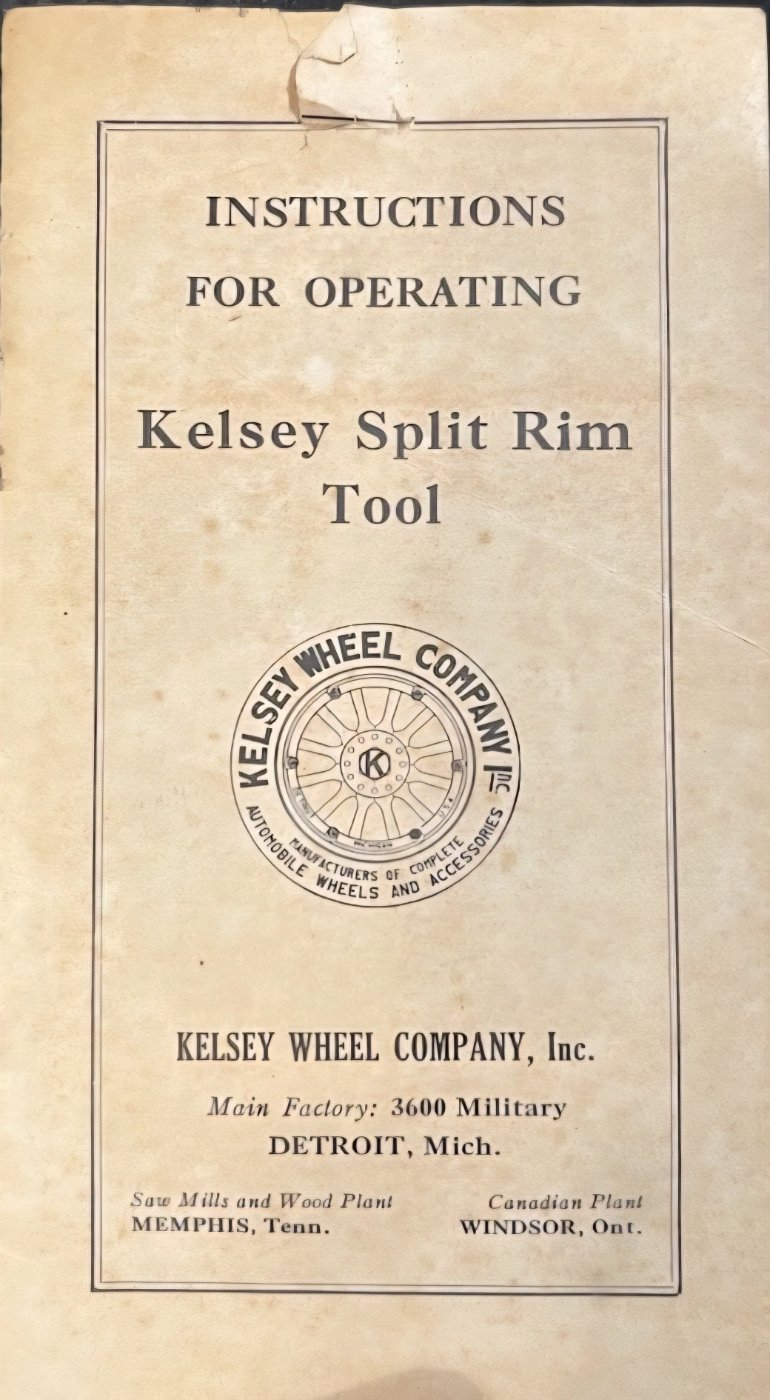 INSTRUCTIONS
FOR OPERATING
Kelsey Split Rim
Tool
KELSEY WHEEL COMPANY Inc
K
U.S.A
MANUFACTURERS OF COMPLETE
AUTOMOBILE WHEELS AND ACCESSORIES
KELSEY WHEEL COMPANY, Inc.
Main Factory: 3600 Military
DETROIT, Mich.
Saw Mills and Wood Plant
MEMPHIS, Tenn.
Canadian Plant
WINDSOR, Ont.